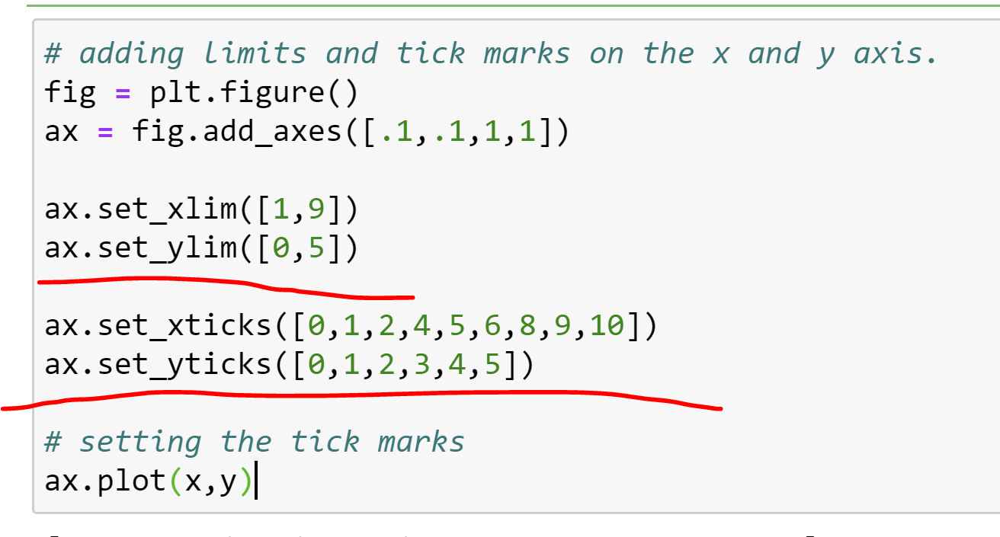 # adding limits and tick marks on the x and y axis.
fig = plt.figure()
ax = fig.add_axes([.1,.1,1,1])
ax.set_xlim([1,9])
ax.set_ylim([0,5])
ax.set_xticks([0,1,2,4,5,6,8,9,10])
ax.set_yticks([0,1,2,3,4,5])
# setting the tick marks
ax.plot(x,y)